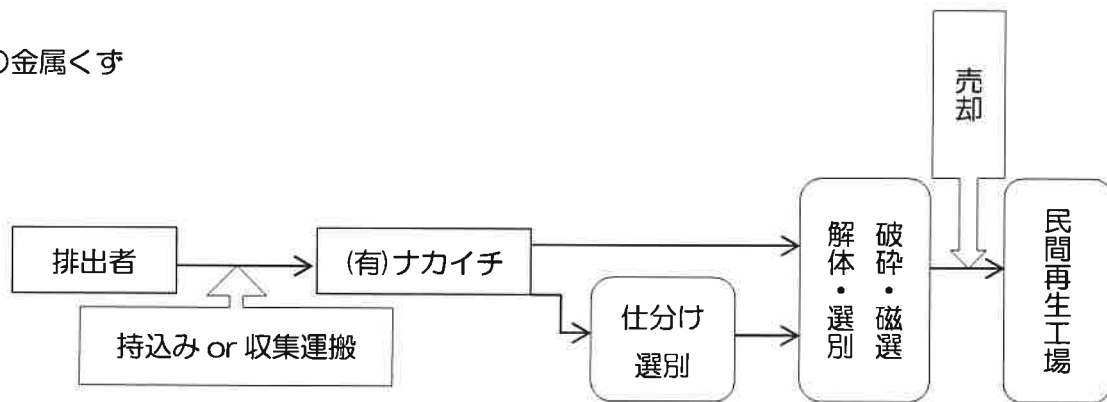 の金属くず
売却
排出者
(有)ナカイチ
持込み or 収集運搬
仕分け
選別
破砕・磁選
解体・選別
民間再生工場